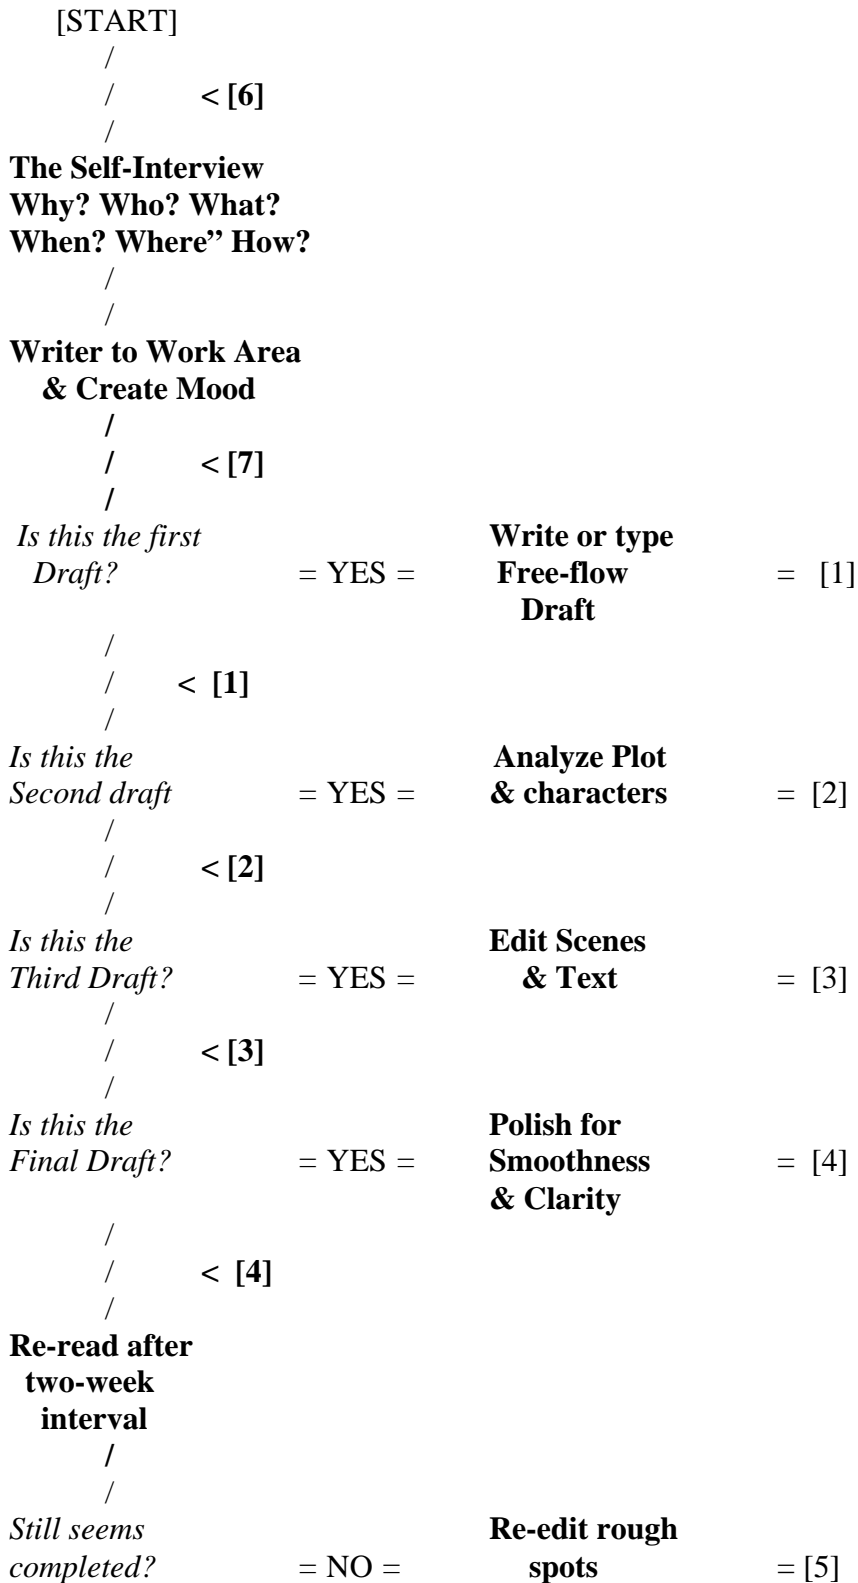 [START]
/
/ < [6]
/
The Self-Interview
Why? Who? What?
When? Where” How?
/
/
Writer to Work Area
& Create Mood
/
/ < [7]
/
Is this the first Write or type
Draft? = YES = Free-flow = [1]
Draft
/
/ < [1]
/
Is this the Analyze Plot
Second draft = YES = & characters = [2]
/
/ < [2]
/
Is this the Edit Scenes
Third Draft? = YES = & Text = [3]
/
/ < [3]
/
Is this the Polish for
Final Draft? = YES = Smoothness = [4]
& Clarity
/
/ < [4]
/
Re-read after
two-week
interval
/
/
Still seems Re-edit rough
completed? = NO = spots = [5]